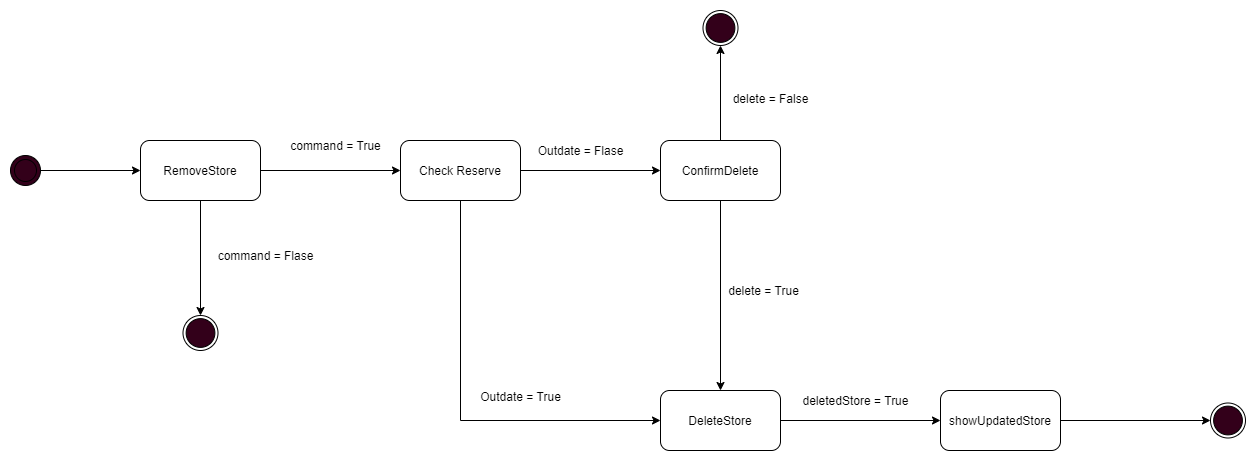 delete = False
command = True
Outdate = Flase
RemoveStore
Check Reserve
ConfirmDelete
command = Flase
delete = True
Outdate = True
deletedStore = True
DeleteStore
showUpdatedStore